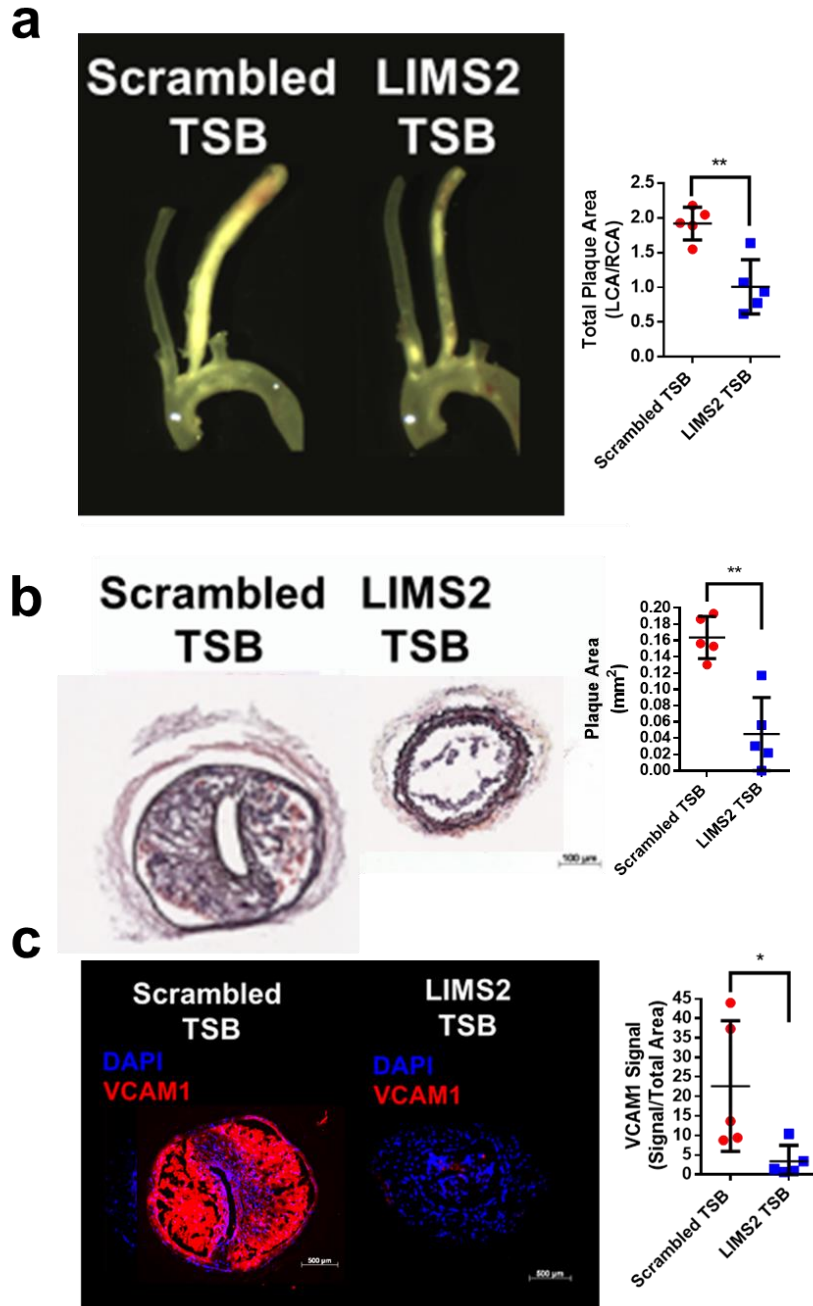 a
Scrambled TSB
LIMS2 TSB
Total Plaque Area
(LCA/RCA)
2.5
2.0
1.5
1.0
0.5
0.0
**
Scrambled TSB
LIMS2 TSB
b
Scrambled TSB
LIMS2 TSB
100 µm
Plaque Area
(mm²)
0.20
0.18
0.16
0.14
0.12
0.10
0.08
0.06
0.04
0.02
0.00
**
Scrambled TSB
LIMS2 TSB
c
Scrambled TSB
LIMS2 TSB
DAPI
VCAM1
DAPI
VCAM1
500 µm
500 µm
VCAM1 Signal
(Signal/Total Area)
45
40
35
30
25
20
15
10
5
0
*
Scrambled TSB
LIMS2 TSB